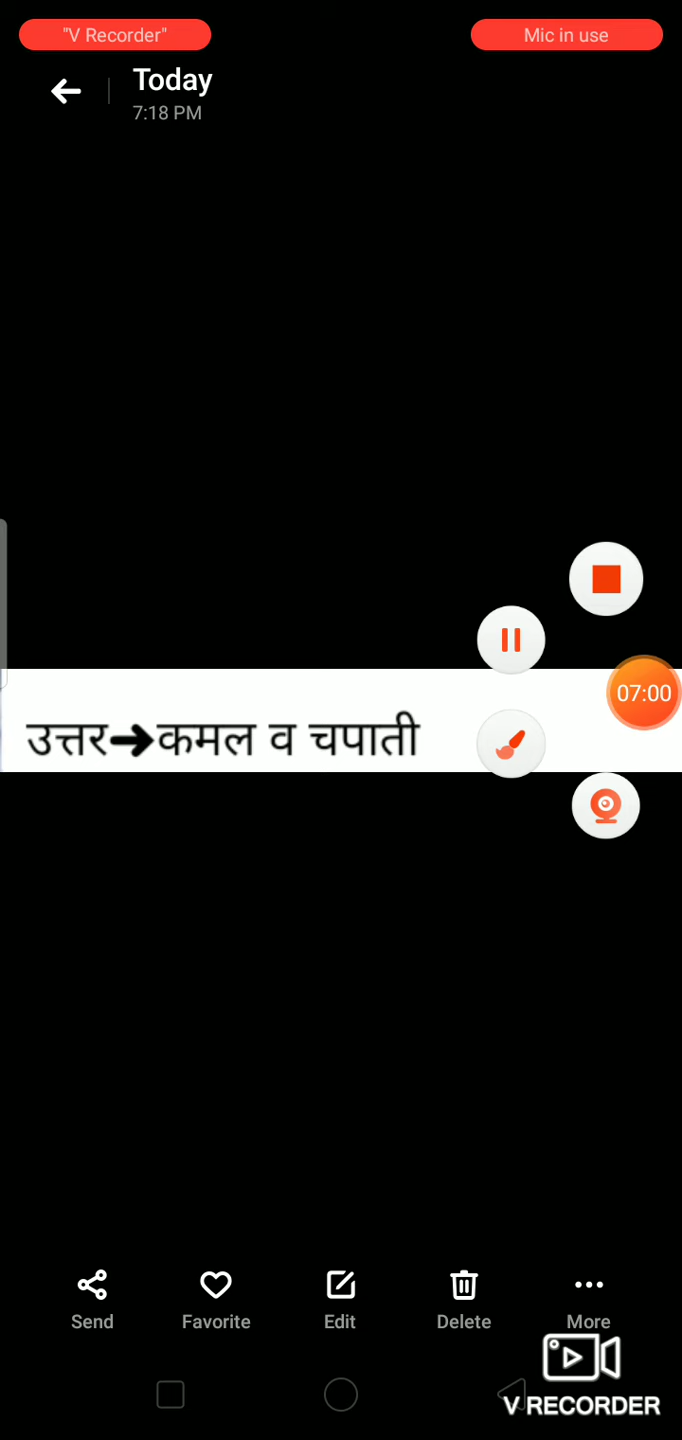 "V Recorder" Mic in use
Today
7:18 PM
07:00
उत्तर➔कमल व चपाती
Send Favorite Edit Delete More
V RECORDER